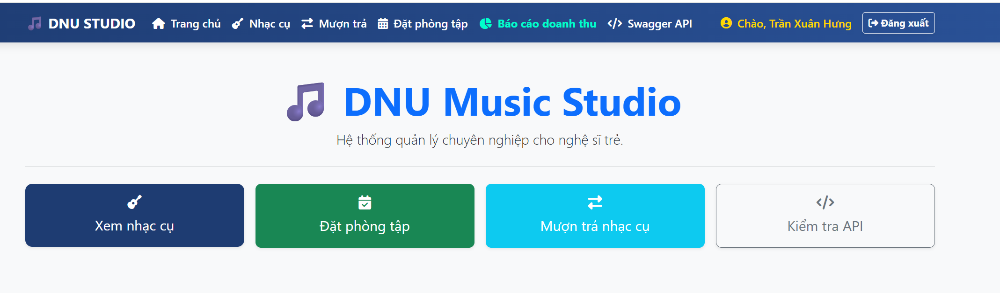 DNU STUDIO Trang chủ Nhạc cụ Mượn trả Đặt phòng tập Báo cáo doanh thu Swagger API Chào, Trần Xuân Hưng Đăng xuất
DNU Music Studio
Hệ thống quản lý chuyên nghiệp cho nghệ sĩ trẻ.
Xem nhạc cụ
Đặt phòng tập
Mượn trả nhạc cụ
Kiểm tra API